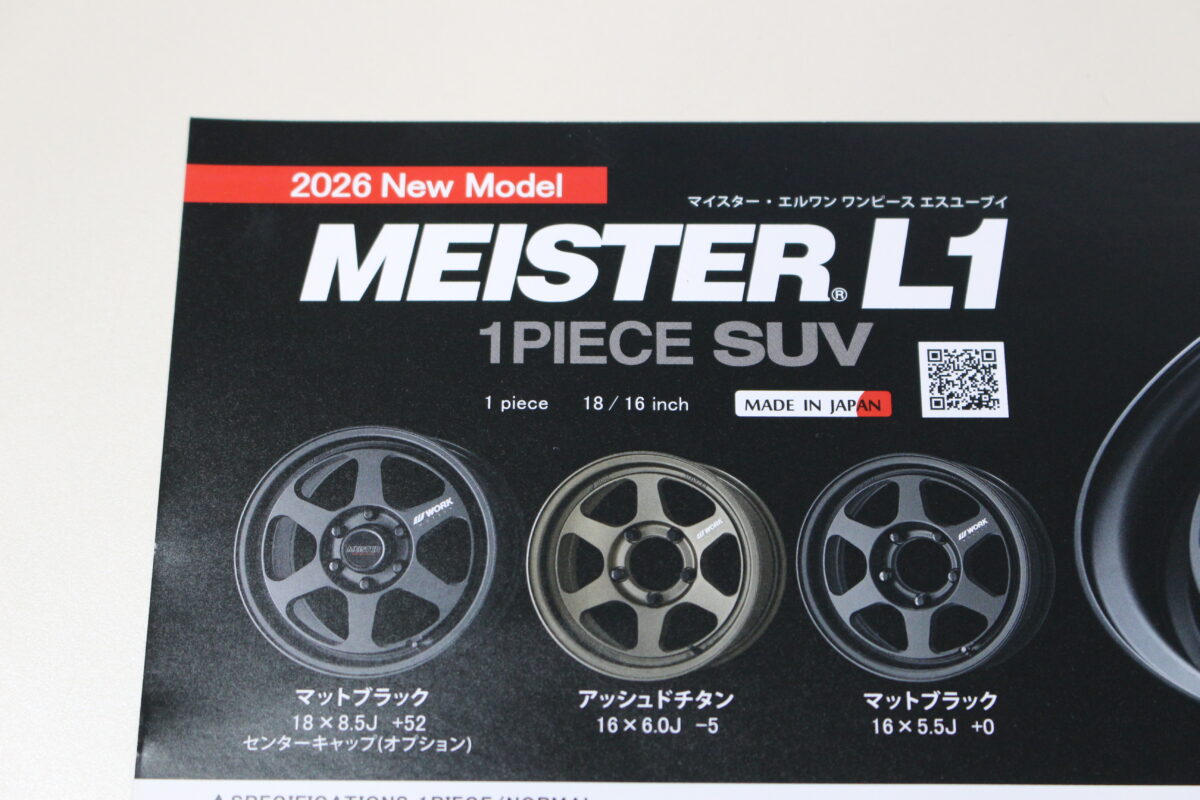 2026 New Model
マイスター・エルワン ワンピース エスユーブイ
MEISTER® L1
1PIECE SUV
1 piece 18 / 16 inch MADE IN JAPAN
WORK
MEISTER
WORK
WORK
マットブラック
18×8.5J +52
センターキャップ(オプション)
アッシュドチタン
16×6.0J −5
マットブラック
16×5.5J +0